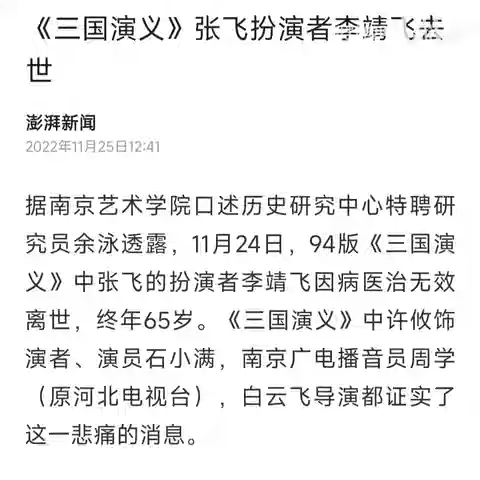 《三国演义》张飞扮演者李靖飞去
世
澎湃新闻
2022年11月25日12:41
据南京艺术学院口述历史研究中心特聘研
究员余泳透露，11月24日，94版《三国演
义》中张飞的扮演者李靖飞因病医治无效
离世，终年65岁。《三国演义》中许攸饰
演者、演员石小满，南京广电播音员周学
（原河北电视台），白云飞导演都证实了
这一悲痛的消息。